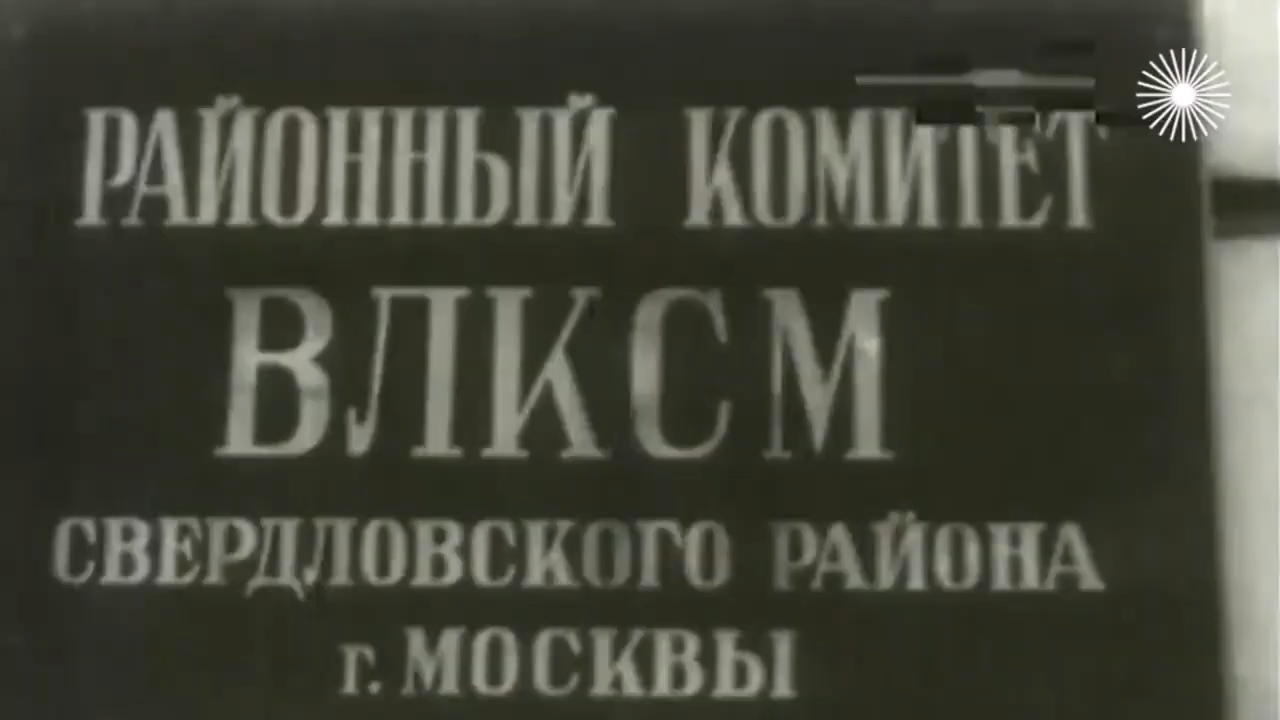 РАЙОННЫЙ КОМИТЕТ
ВЛКСМ
СВЕРДЛОВСКОГО РАЙОНА
г. МОСКВЫ